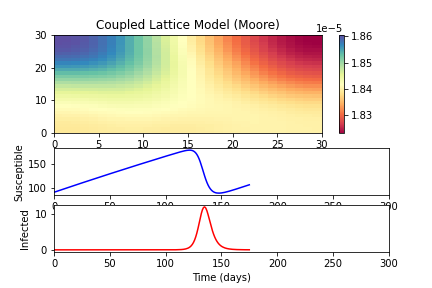 Coupled Lattice Model (Moore)
1e−5
30
20
10
0
0 5 10 15 20 25 30
1.86
1.85
1.84
1.83
Susceptible
150
100
0 50 100 150 200 250 300
Infected
10
0
0 50 100 150 200 250 300
Time (days)